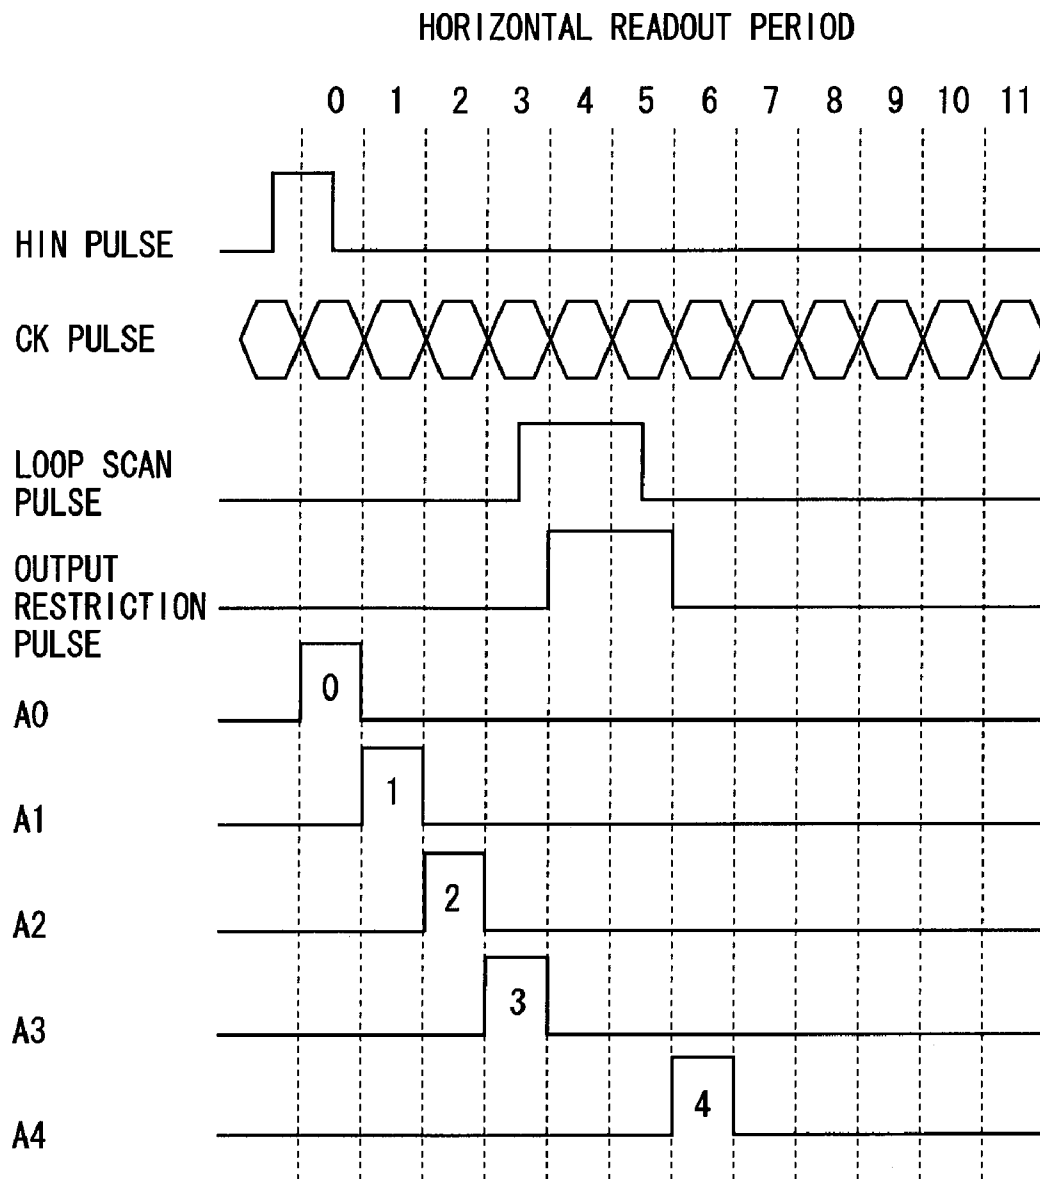 HORIZONTAL READOUT PERIOD
0 1 2 3 4 5 6 7 8 9 10 11
HIN PULSE
CK PULSE
LOOP SCAN
PULSE
OUTPUT
RESTRICTION
PULSE
0
A0
1
A1
2
A2
3
A3
4
A4